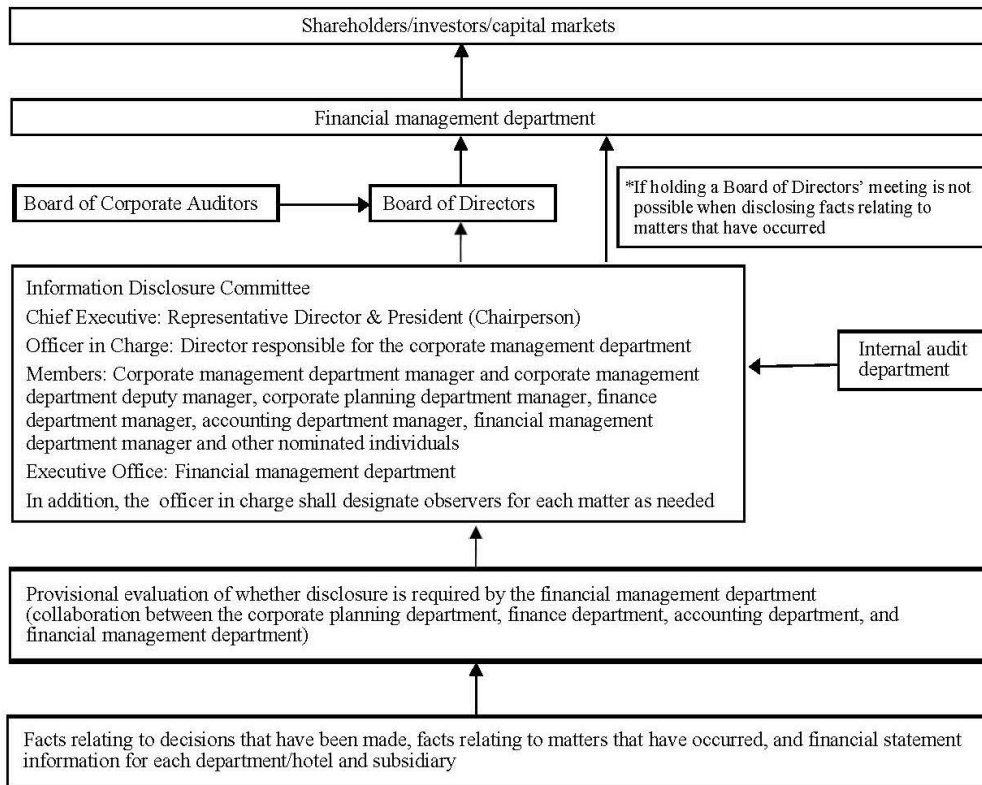 Shareholders/investors/capital markets
Financial management department
*If holding a Board of Directors’ meeting is not
possible when disclosing facts relating to
matters that have occurred
Board of Corporate Auditors
Board of Directors
Information Disclosure Committee
Chief Executive: Representative Director & President (Chairperson)
Officer in Charge: Director responsible for the corporate management department
Members: Corporate management department manager and corporate management
department deputy manager, corporate planning department manager, finance
department manager, accounting department manager, financial management
department manager and other nominated individuals
Executive Office: Financial management department
In addition, the officer in charge shall designate observers for each matter as needed
Internal audit
department
Provisional evaluation of whether disclosure is required by the financial management department
(collaboration between the corporate planning department, finance department, accounting department, and
financial management department)
Facts relating to decisions that have been made, facts relating to matters that have occurred, and financial statement
information for each department/hotel and subsidiary